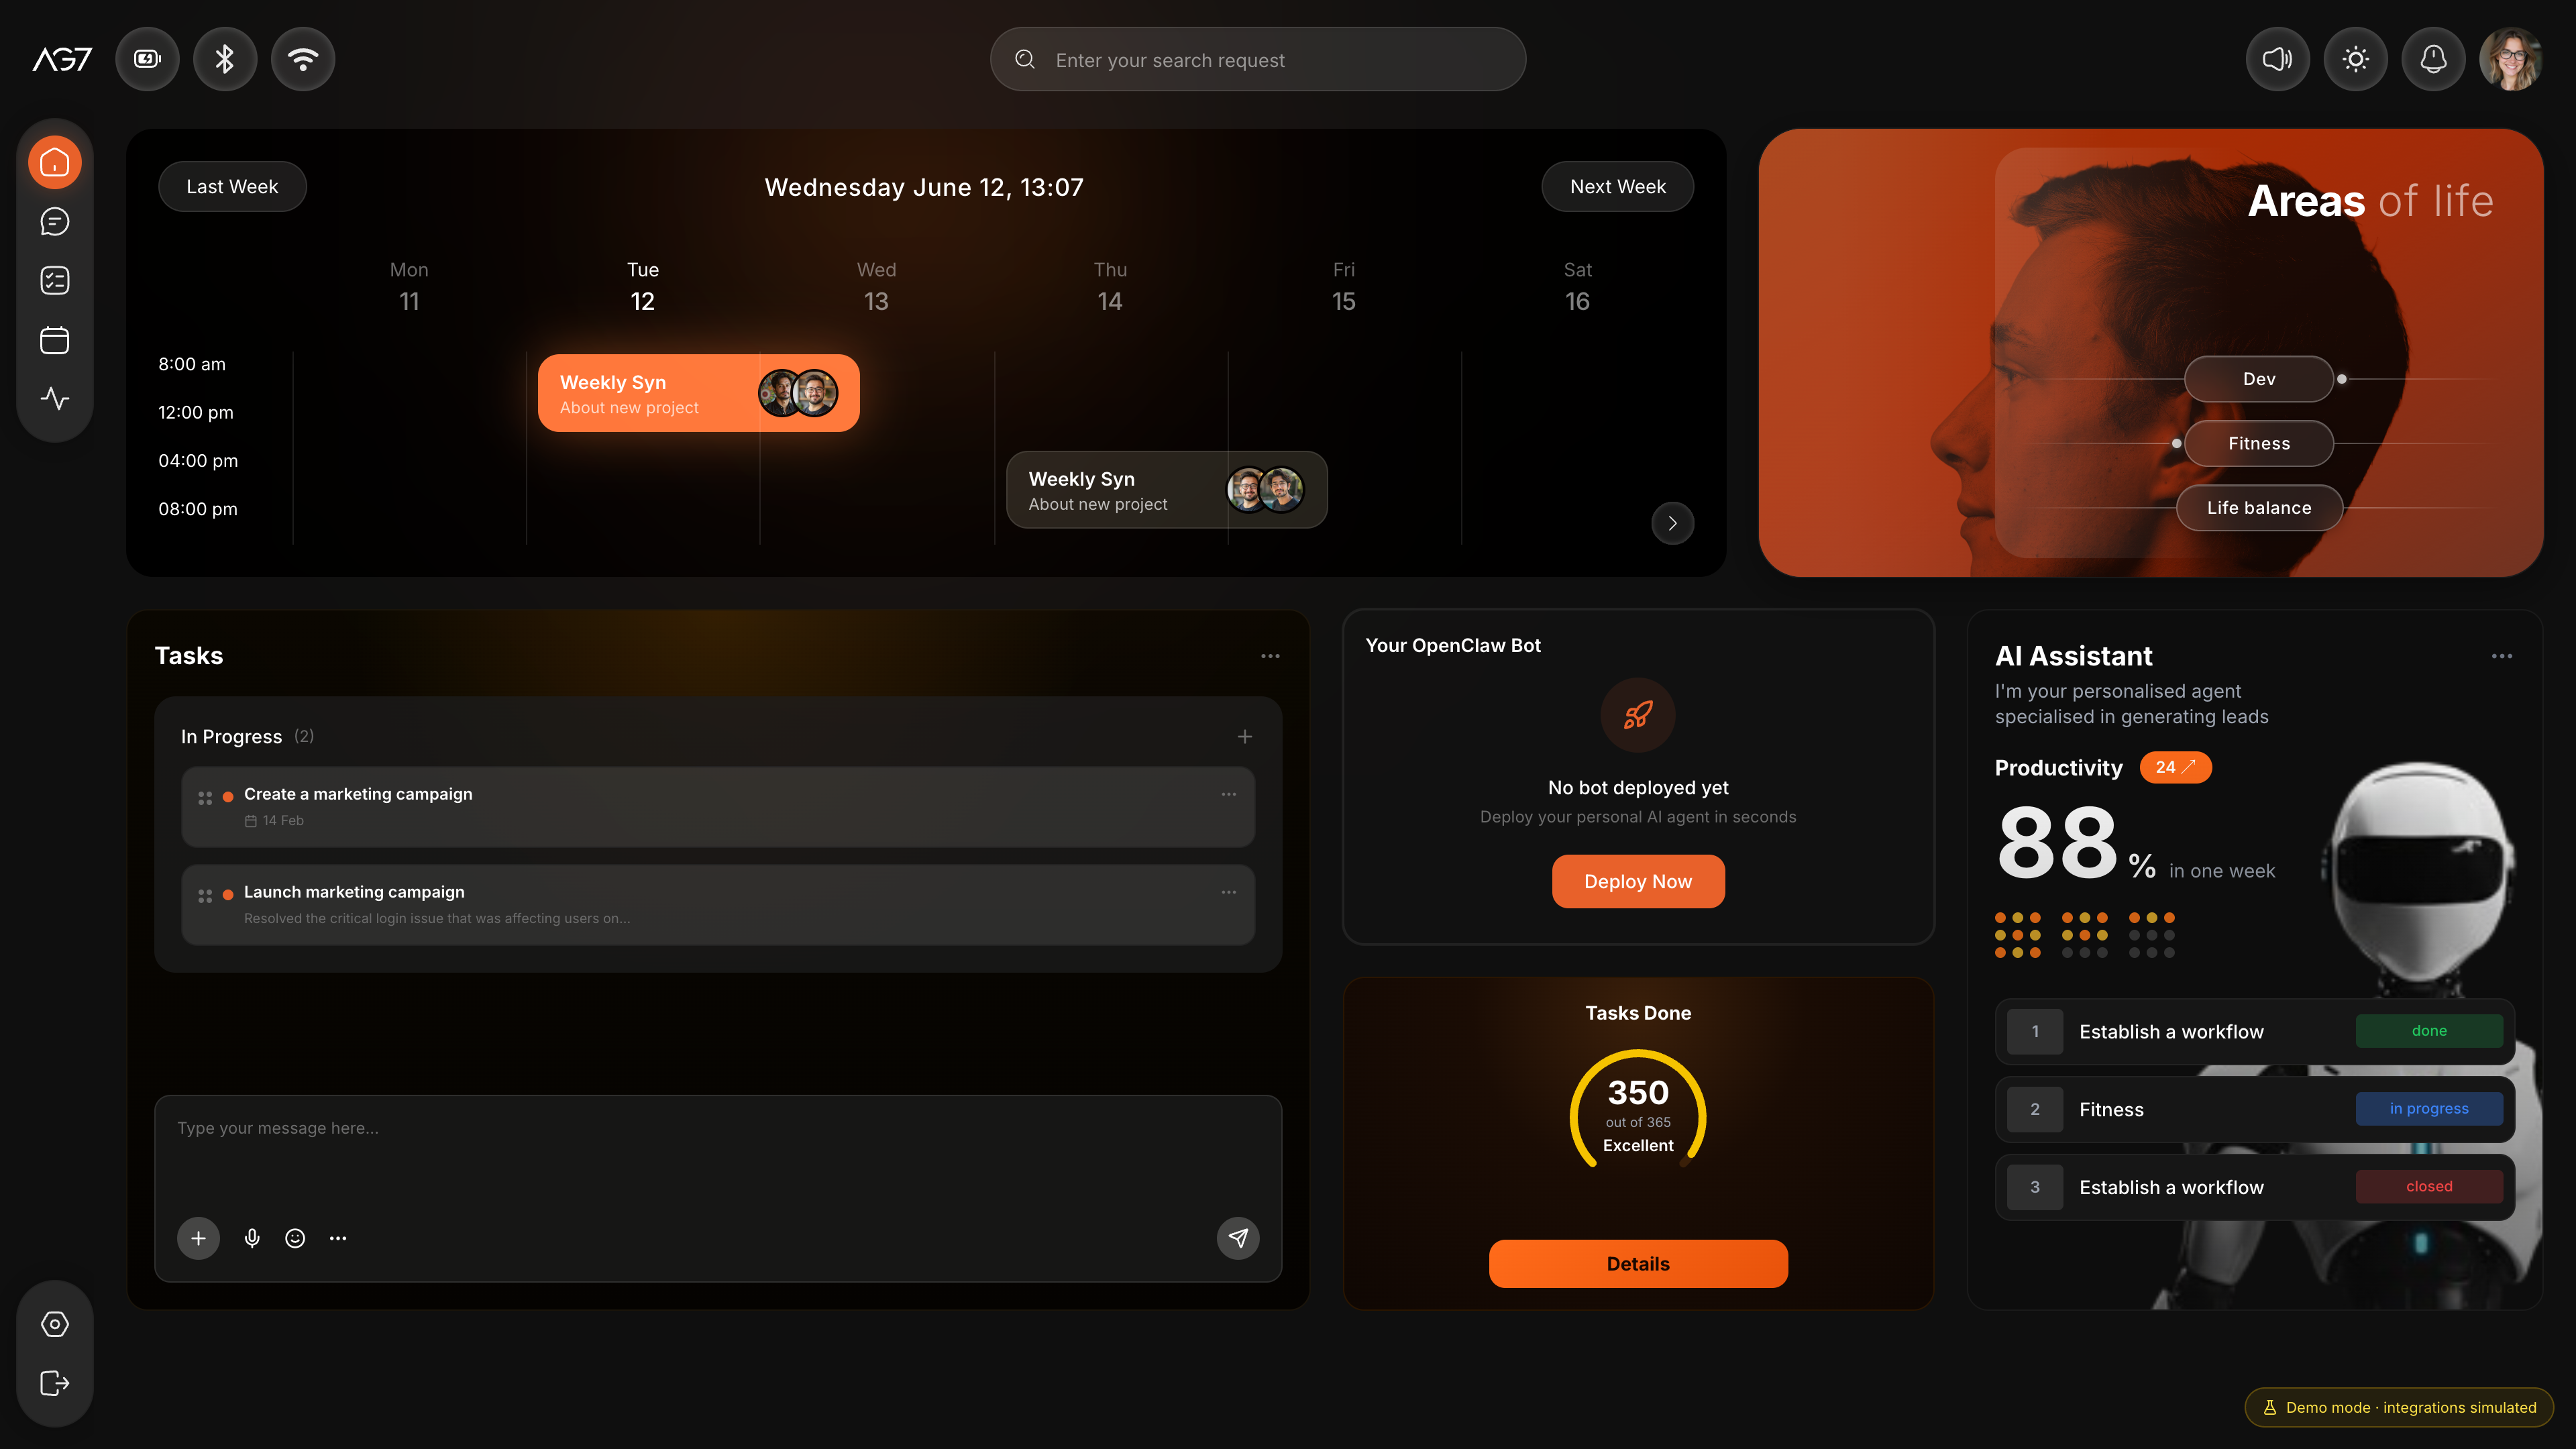 AG7
Enter your search request
Last Week
Wednesday June 12, 13:07
Next Week
Mon
11
Tue
12
Wed
13
Thu
14
Fri
15
Sat
16
8:00 am
12:00 pm
04:00 pm
08:00 pm
Weekly Syn
About new project
Weekly Syn
About new project
Areas of life
Dev
Fitness
Life balance
Tasks
In Progress (2)
Create a marketing campaign
14 Feb
Launch marketing campaign
Resolved the critical login issue that was affecting users on...
Type your message here...
Your OpenClaw Bot
No bot deployed yet
Deploy your personal AI agent in seconds
Deploy Now
Tasks Done
350
out of 365
Excellent
Details
AI Assistant
I'm your personalised agent
specialised in generating leads
Productivity 24
88 % in one week
1 Establish a workflow done
2 Fitness in progress
3 Establish a workflow closed
Demo mode · integrations simulated